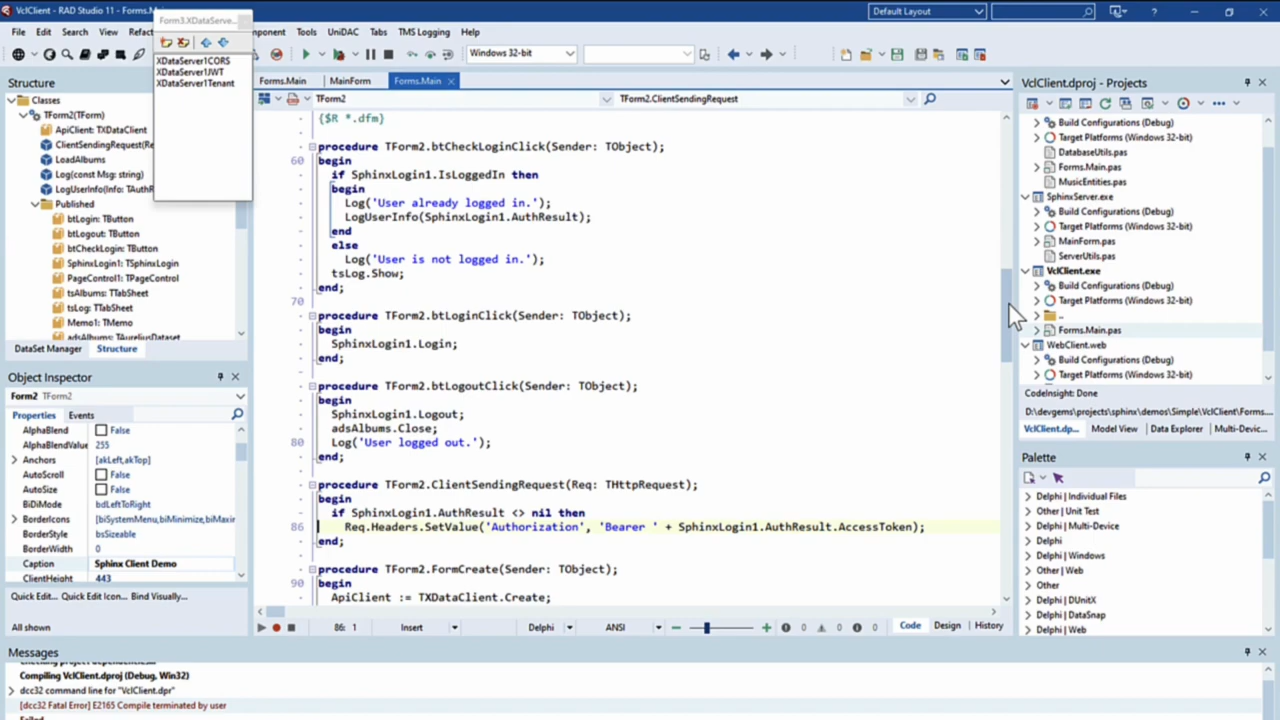 VclClient - RAD Studio 11 - Forms.Main
Default Layout
File Edit Search View Refact
mponent Tools UniDAC Tabs TMS Logging Help
Form3.XDataServe...
XDataServer1CORS
XDataServer1JWT
XDataServer1Tenant
Windows 32-bit
Structure
Classes
TForm2(TForm)
ApiClient: TXDataClient
ClientSendingRequest(Re
LoadAlbums
Log(const Msg: string)
LogUserInfo(Info: TAuthR
Published
btLogin: TButton
btLogout: TButton
btCheckLogin: TButton
SphinxLogin1: TSphinxLogin
PageControl1: TPageControl
tsAlbums: TTabSheet
tsLog: TTabSheet
Memo1: TMemo
adsAlbums: TAureliusDataset
DataSet Manager Structure
Object Inspector
Form2 TForm2
Properties Events
AlphaBlend False
AlphaBlendValue 255
Anchors [akLeft,akTop]
AutoScroll False
AutoSize False
BiDiMode bdLeftToRight
BorderIcons [biSystemMenu,biMinimize,biMaxir
BorderStyle bsSizeable
BorderWidth 0
Caption Sphinx Client Demo
ClientHeight 443
Quick Edit... Quick Edit Icon... Bind Visually...
All shown
Forms.Main MainForm Forms.Main
TForm2 TForm2.ClientSendingRequest
{$R *.dfm}
procedure TForm2.btCheckLoginClick(Sender: TObject);
60 begin
if SphinxLogin1.IsLoggedIn then
begin
Log('User already logged in.');
LogUserInfo(SphinxLogin1.AuthResult);
end
else
Log('User is not logged in.');
tsLog.Show;
end;
70
procedure TForm2.btLoginClick(Sender: TObject);
begin
SphinxLogin1.Login;
end;
procedure TForm2.btLogoutClick(Sender: TObject);
begin
SphinxLogin1.Logout;
adsAlbums.Close;
80 Log('User logged out.');
end;
procedure TForm2.ClientSendingRequest(Req: THttpRequest);
begin
if SphinxLogin1.AuthResult <> nil then
86 Req.Headers.SetValue('Authorization', 'Bearer ' + SphinxLogin1.AuthResult.AccessToken);
end;
procedure TForm2.FormCreate(Sender: TObject);
90 begin
ApiClient := TXDataClient.Create;
86: Insert Delphi ANSI 0 0 0 Code Design History
VclClient.dproj - Projects
Build Configurations (Debug)
Target Platforms (Windows 32-bit)
DatabaseUtils.pas
Forms.Main.pas
MusicEntities.pas
SphinxServer.exe
Build Configurations (Debug)
Target Platforms (Windows 32-bit)
MainForm.pas
ServerUtils.pas
VclClient.exe
Build Configurations (Debug)
Target Platforms (Windows 32-bit)
..
Forms.Main.pas
WebClient.web
Build Configurations (Debug)
Target Platforms (Windows 32-bit)
CodeInsight: Done
D:\devgems\projects\sphinx\demos\Simple\VclClient\Forms...
VclClient.dp... Model View Data Explorer Multi-Devic...
Palette
Delphi | Individual Files
Other | Unit Test
Delphi | Multi-Device
Delphi
Delphi | Windows
Other | Web
Other
Delphi | DUnitX
Delphi | DataSnap
Delphi | Web
Messages
Checking project dependencies...
Compiling VclClient.dproj (Debug, Win32)
dcc32 command line for "VclClient.dpr"
[dcc32 Fatal Error] E2165 Compile terminated by user
Failed